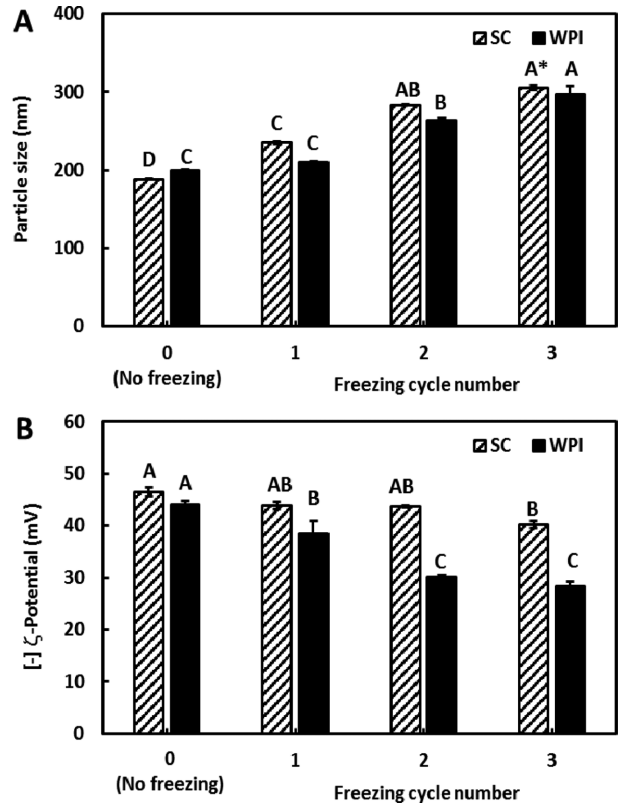 A
400
SC WPI
A* A
AB
B
300
C
C
D C
200
100
0
Particle size (nm)
0 1 2 3
(No freezing) Freezing cycle number
B
60
SC WPI
50
A A AB AB
B
B
40
C C
30
20
10
0
[-] ζ-Potential (mV)
0 1 2 3
(No freezing) Freezing cycle number